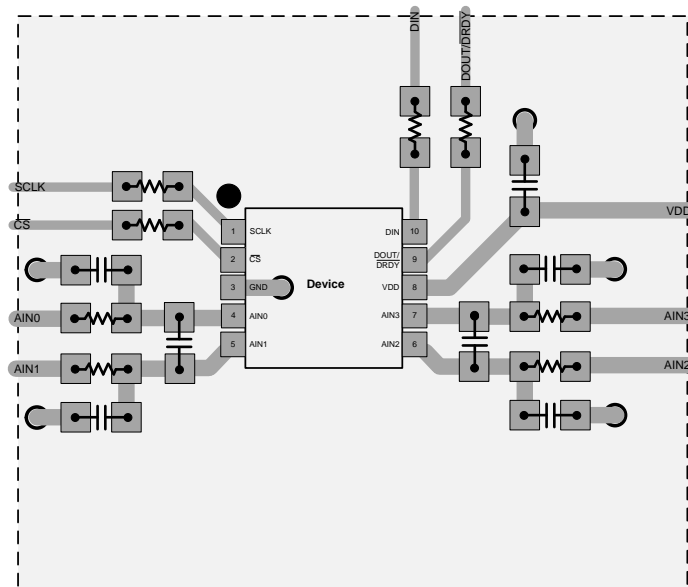 DIN
DOUT/DRDY
SCLK
CS
AIN0
AIN1
VDD
AIN3
AIN2
1 SCLK
2 CS
3 GND
4 AIN0
5 AIN1
Device
DIN 10
DOUT/
DRDY 9
VDD 8
AIN3 7
AIN2 6